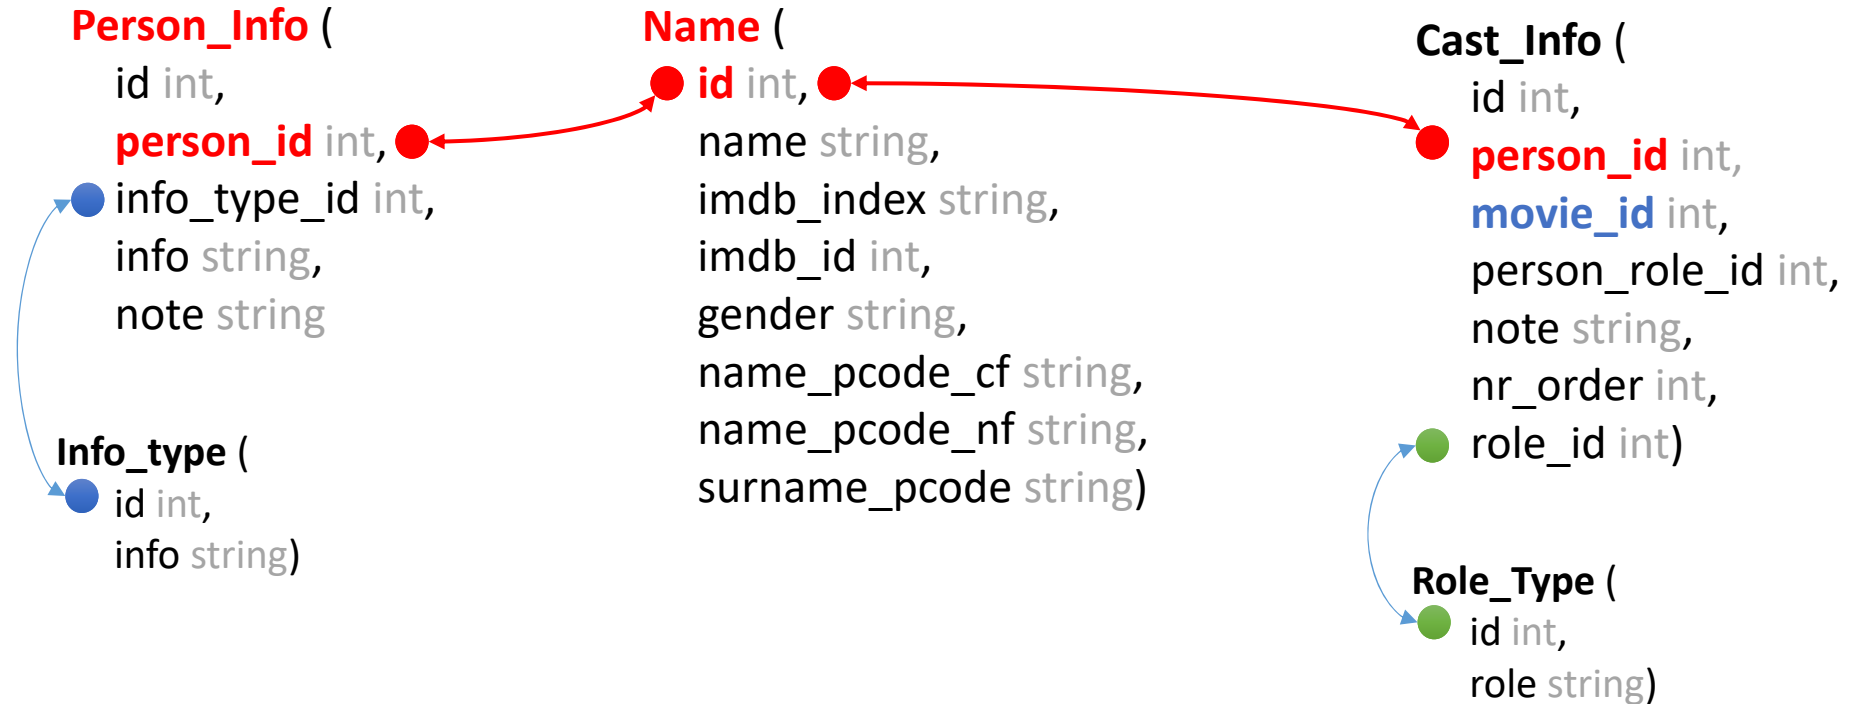 Person_Info (
id int,
person_id int,
info_type_id int,
info string,
note string
Info_type (
id int,
info string)
Name (
id int,
name string,
imdb_index string,
imdb_id int,
gender string,
name_pcode_cf string,
name_pcode_nf string,
surname_pcode string)
Cast_Info (
id int,
person_id int,
movie_id int,
person_role_id int,
note string,
nr_order int,
role_id int)
Role_Type (
id int,
role string)